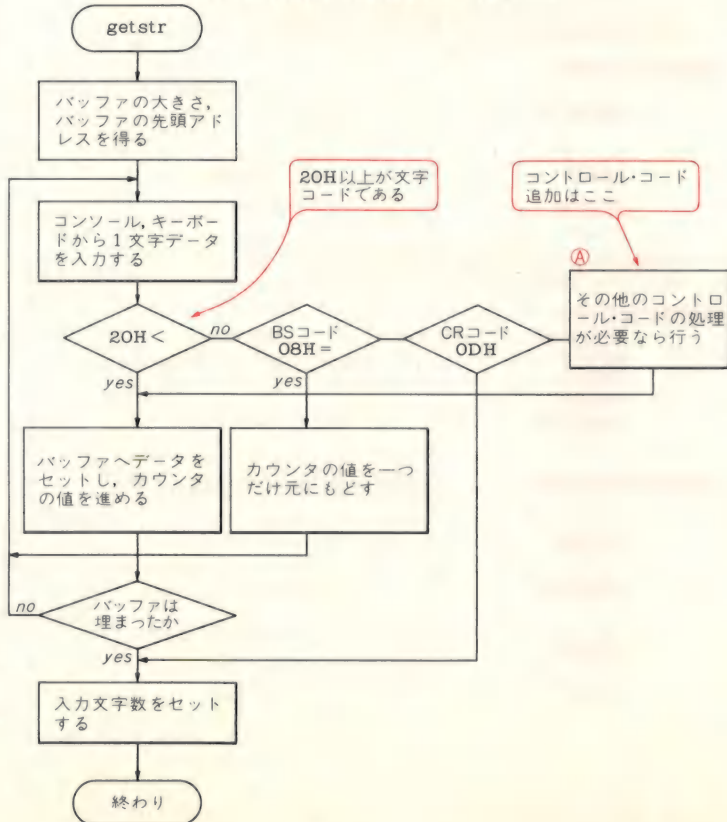 getstr
バッファの大きさ,
バッファの先頭アド
レスを得る
20H以上が文字
コードである
コントロール・コード
追加はここ
コンソール,キーボ
ードから1文字データ
を入力する
Ⓐ
その他のコントロ
ール・コードの処理
が必要なら行う
20H<
no
BSコード
08H=
CRコード
0DH
yes
yes
バッファへデータを
セットし,カウンタ
の値を進める
カウンタの値を一つ
だけ元にもどす
no
バッファは
埋まったか
yes
入力文字数をセット
する
終わり